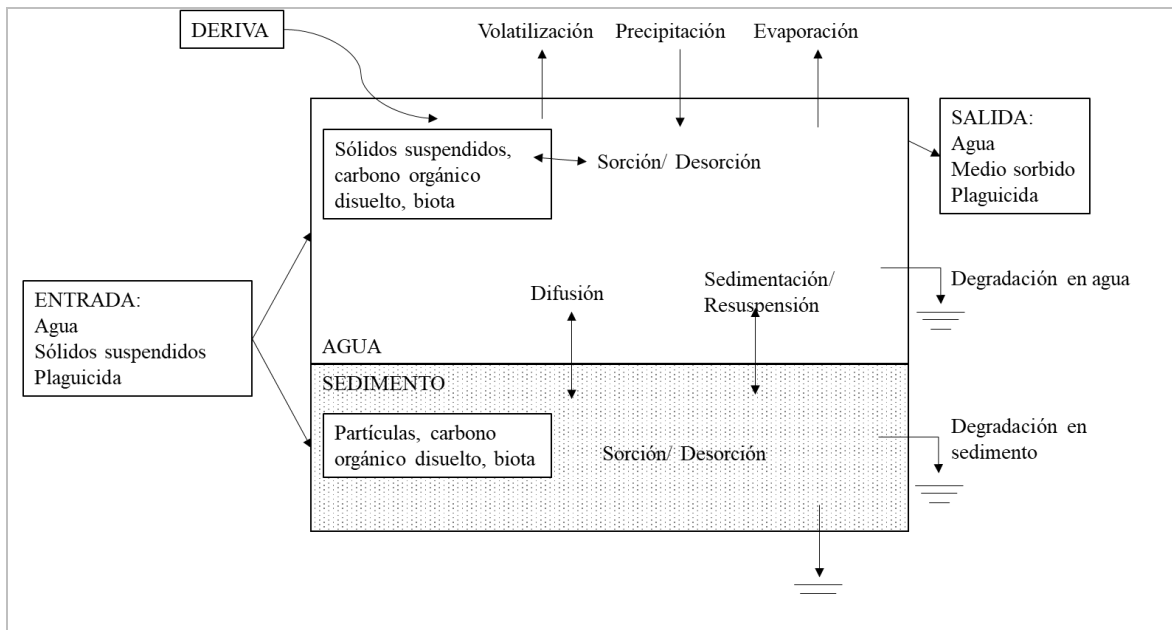 DERIVA
Volatilización
Precipitación
Evaporación
Sólidos suspendidos,
carbono orgánico
disuelto, biota
Sorción/ Desorción
SALIDA:
Agua
Medio sorbido
Plaguicida
ENTRADA:
Agua
Sólidos suspendidos
Plaguicida
Difusión
Sedimentación/
Resuspensión
Degradación en agua
AGUA
SEDIMENTO
Partículas, carbono
orgánico disuelto, biota
Sorción/ Desorción
Degradación en
sedimento